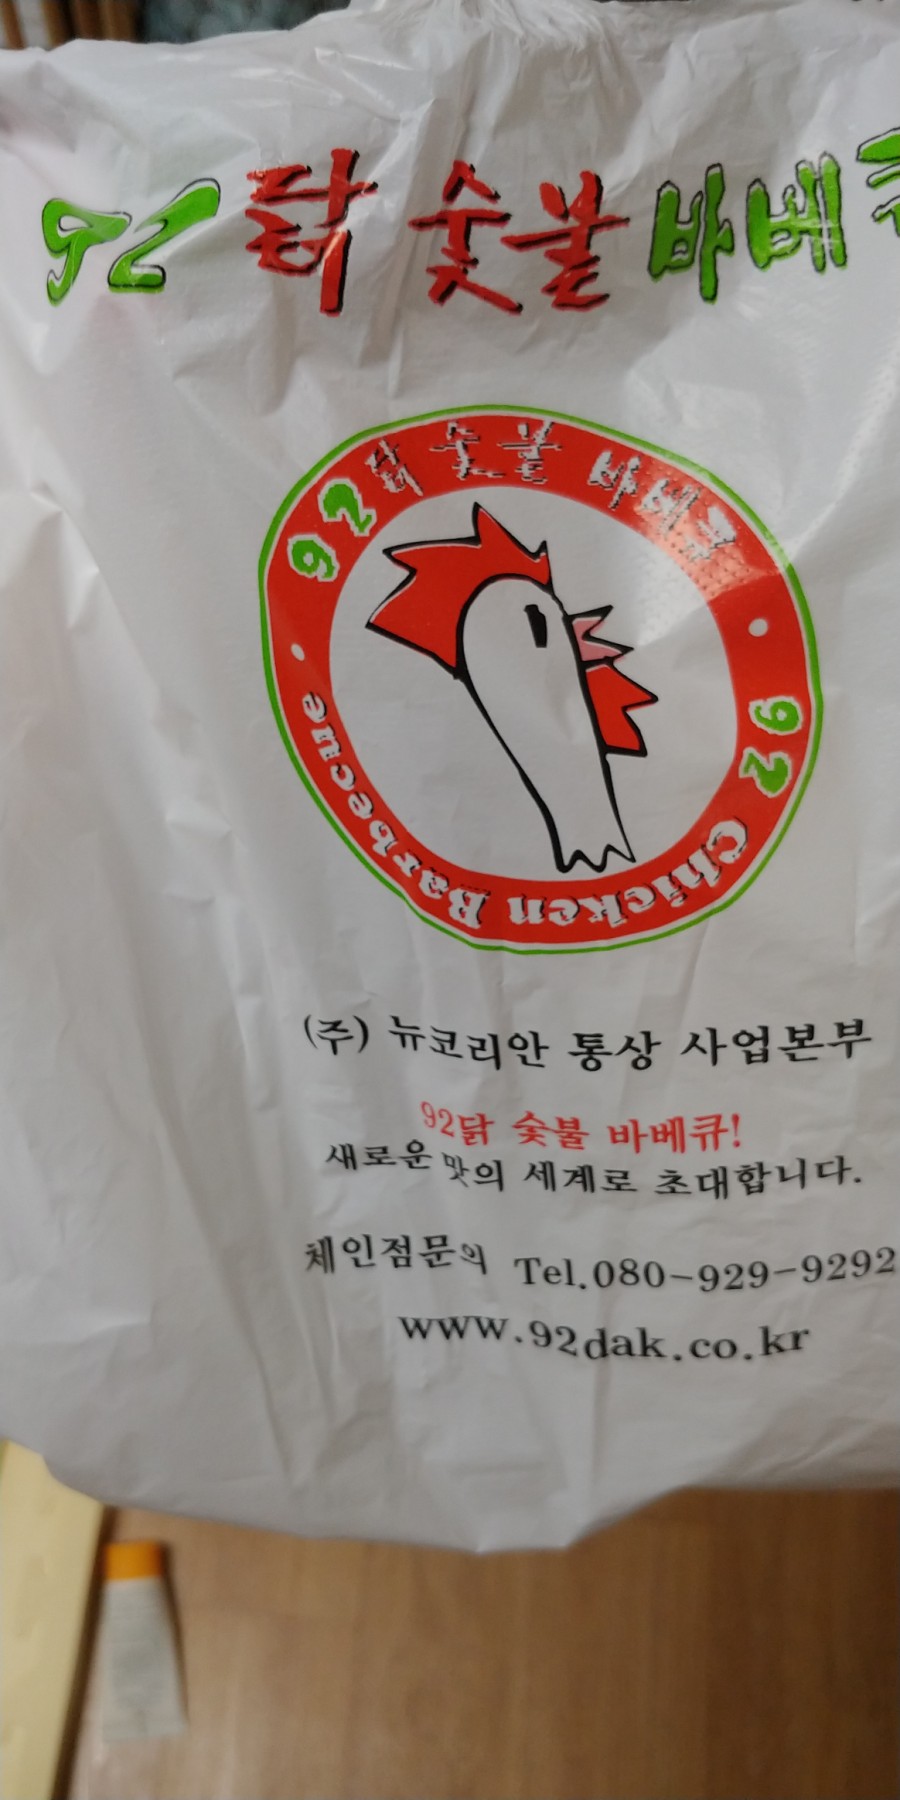 92 닭 숯불 바베큐
92닭 숯불 바베큐
92 Chicken Barbecue
(주) 뉴코리안 통상 사업본부
92닭 숯불 바베큐!
새로운 맛의 세계로 초대합니다.
체인점문의 Tel.080-929-9292
www.92dak.co.kr